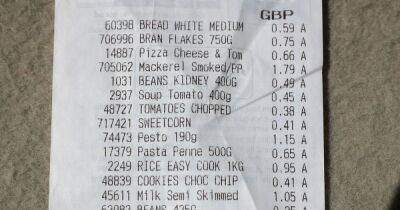 GBP
60398 BREAD WHITE MEDIUM 0.59 A
706996 BRAN FLAKES 750G 0.75 A
14887 Pizza Cheese & Tom 0.66 A
705062 Mackerel Smoked/PP 1.79 A
1031 BEANS KIDNEY 400G 0.49 A
2937 Soup Tomato 400g 0.45 A
48727 TOMATOES CHOPPED 0.38 A
717421 SWEETCORN 0.41 A
74473 Pesto 190g 1.15 A
17379 Pasta Penne 500G 0.65 A
2249 RICE EASY COOK 1KG 0.95 A
48839 COOKIES CHOC CHIP 0.41 A
45611 Milk Semi Skimmed 1.05 A